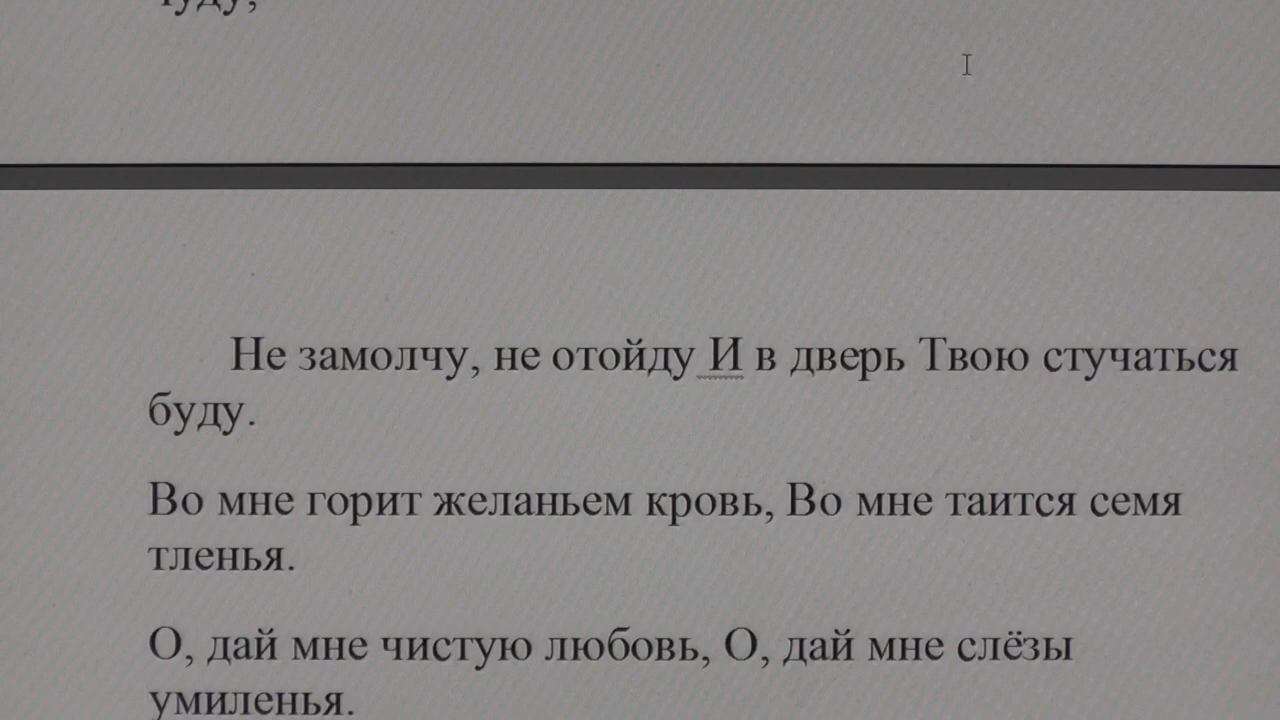 чуду,
Не замолчу, не отойду И в дверь Твою стучаться
буду.
Во мне горит желаньем кровь, Во мне таится семя
тленья.
О, дай мне чистую любовь, О, дай мне слёзы
умиленья.